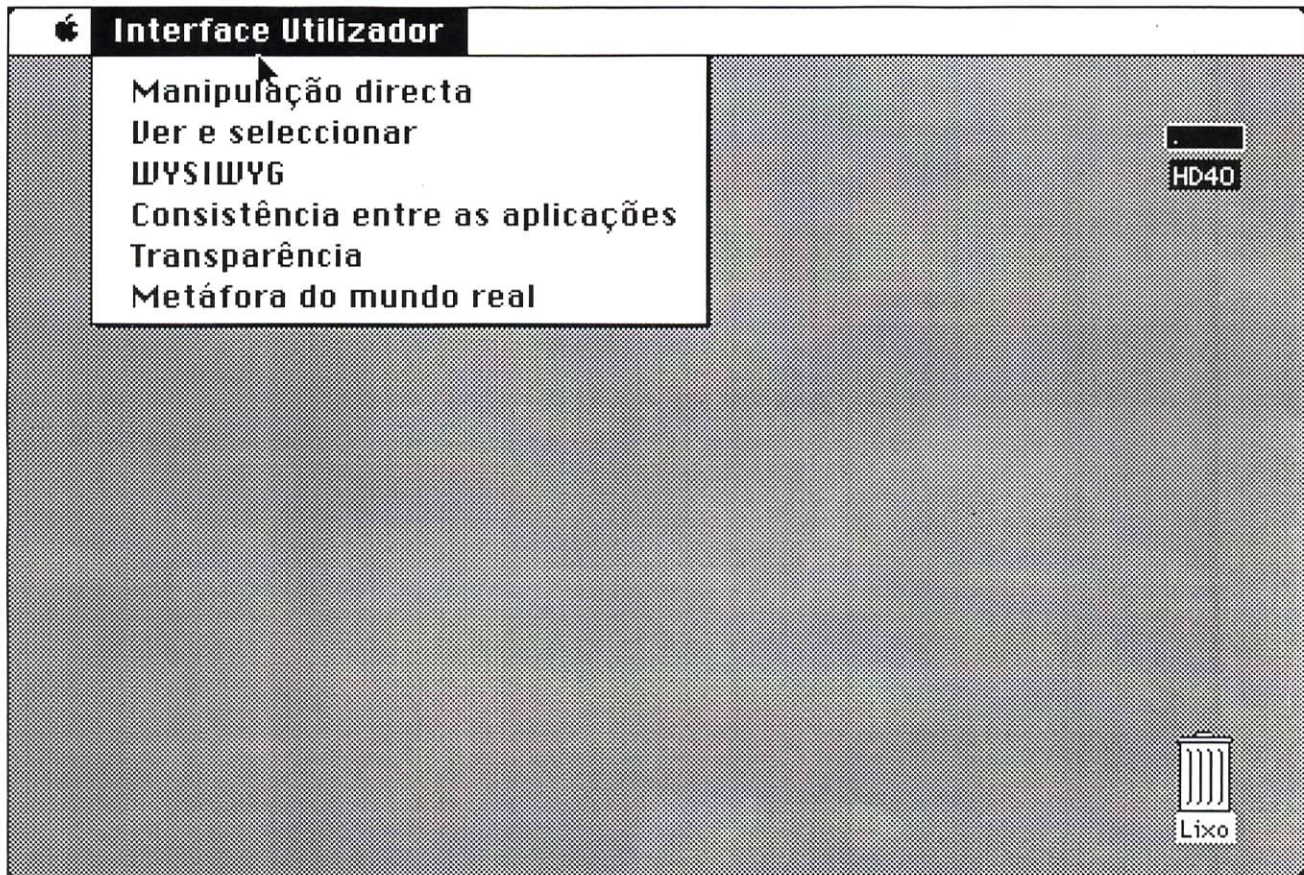 Interface Utilizador
Manipulação directa
Ver e seleccionar
WYSIWYG
Consistência entre as aplicações
Transparência
Metáfora do mundo real
HD40
Lixo